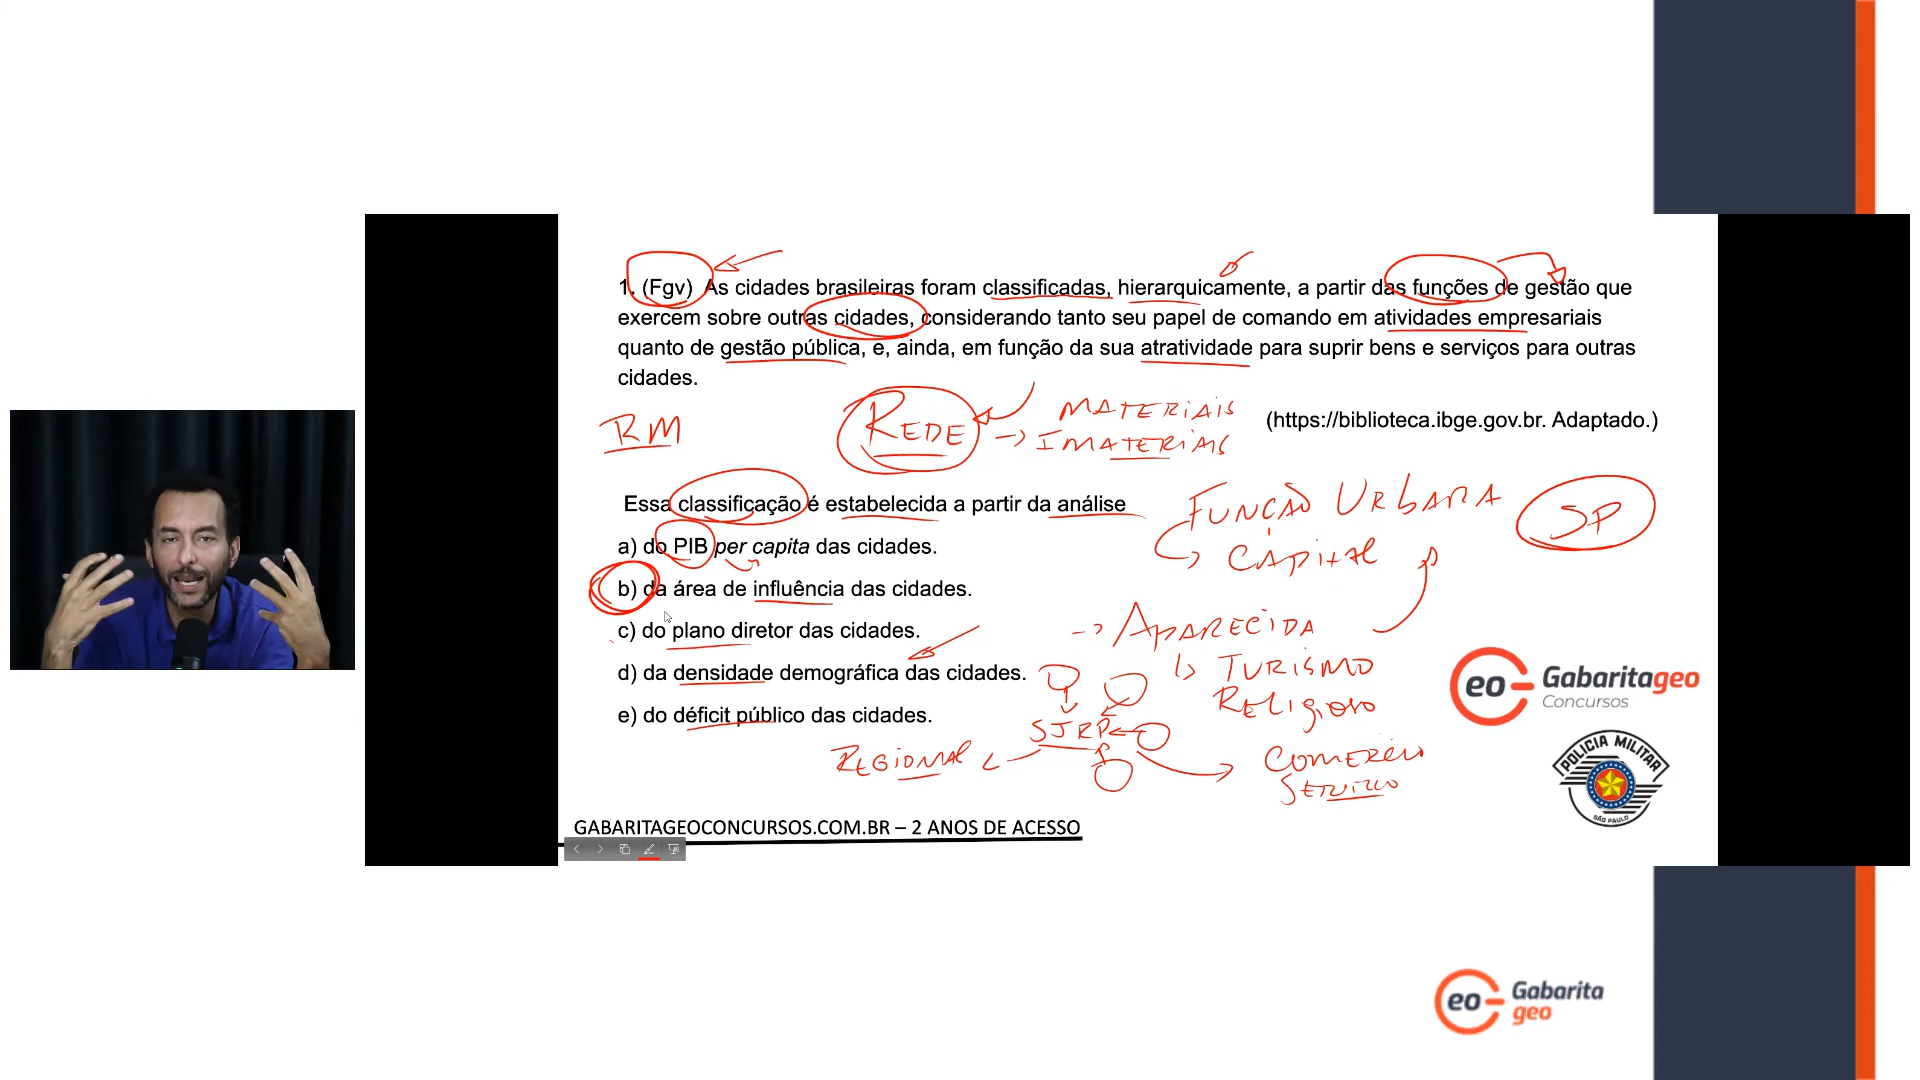 1. (Fgv) As cidades brasileiras foram classificadas, hierarquicamente, a partir das funções de gestão que
exercem sobre outras cidades, considerando tanto seu papel de comando em atividades empresariais
quanto de gestão pública, e, ainda, em função da sua atratividade para suprir bens e serviços para outras
cidades.
RM
REDE
MATERIAIS
IMATERIAIS
(https://biblioteca.ibge.gov.br. Adaptado.)
Essa classificação é estabelecida a partir da análise
FUNÇÃO URBANA
SP
CAPITAL
a) do PIB per capita das cidades.
b) da área de influência das cidades.
c) do plano diretor das cidades.
d) da densidade demográfica das cidades.
e) do déficit público das cidades.
APARECIDA
TURISMO
RELIGIOSO
SJRP
REGIONAL
COMÉRCIO
SERVIÇO
eo Gabaritageo
Concursos
POLICIA MILITAR
SÃO PAULO
GABARITAGEOCONCURSOS.COM.BR – 2 ANOS DE ACESSO
eo Gabarita
geo